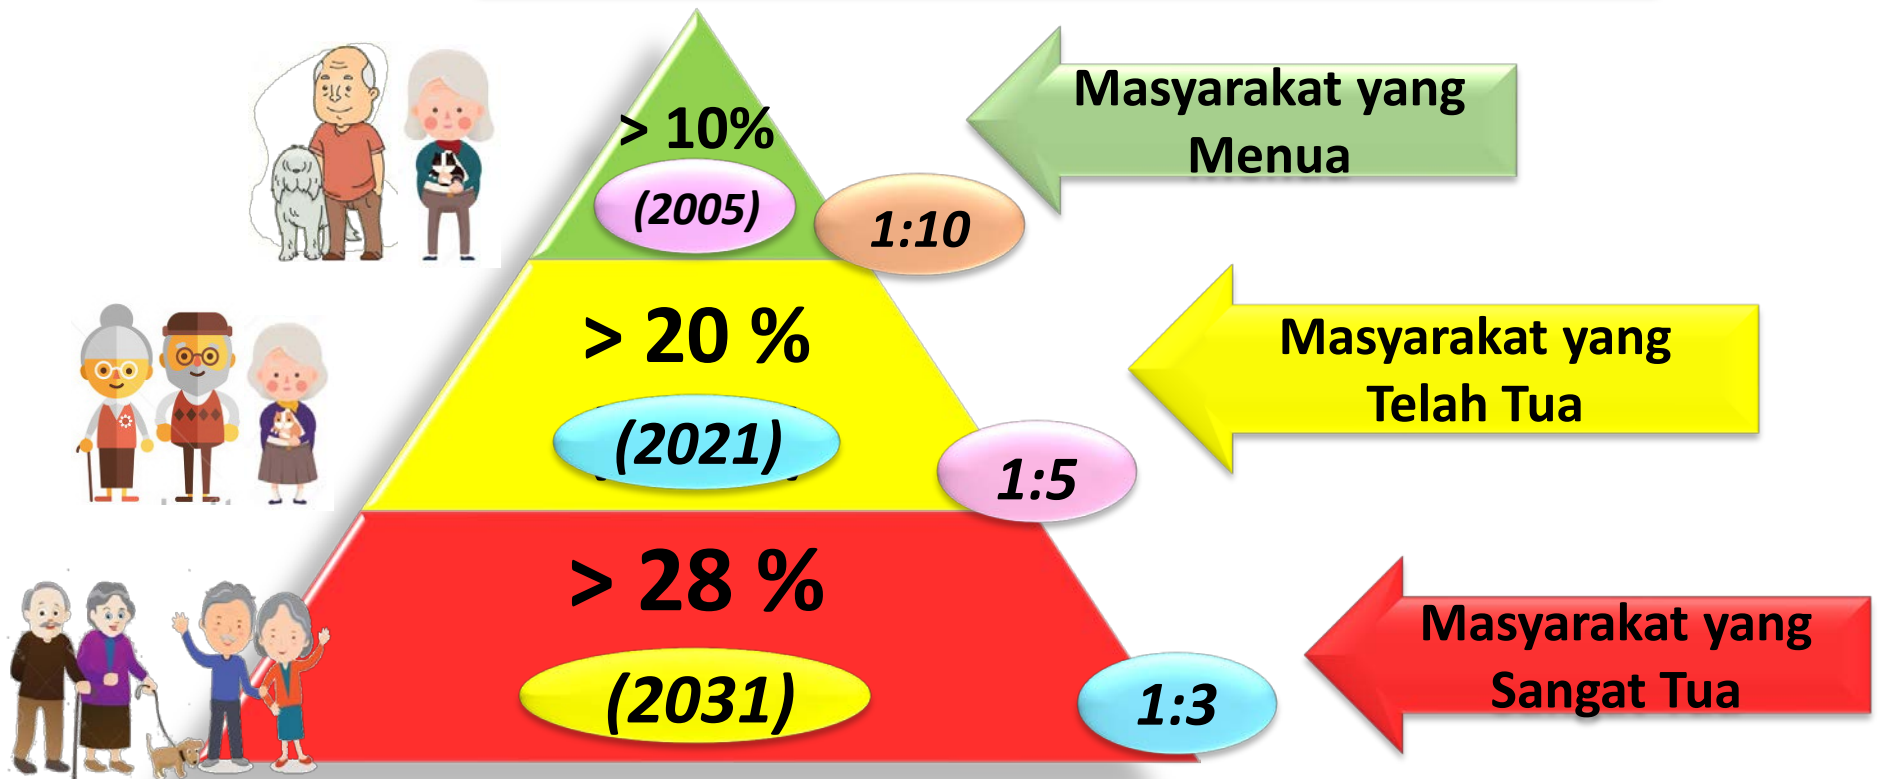 > 10%
(2005)
1:10
Masyarakat yang
Menua
> 20 %
(2021)
1:5
Masyarakat yang
Telah Tua
> 28 %
(2031)
1:3
Masyarakat yang
Sangat Tua